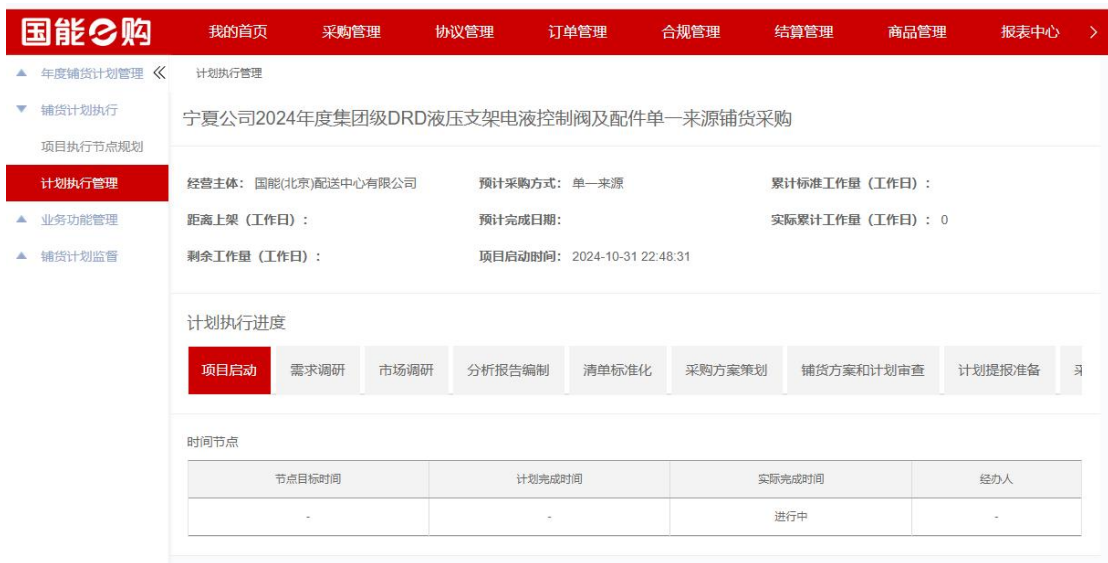 国能e购 我的首页 采购管理 协议管理 订单管理 合规管理 结算管理 商品管理 报表中心 >
年度铺货计划管理 计划执行管理
铺货计划执行
宁夏公司2024年度集团级DRD液压支架电液控制阀及配件单一来源铺货采购
项目执行节点规划
计划执行管理 经营主体： 国能(北京)配送中心有限公司 预计采购方式： 单一来源 累计标准工作量（工作日）：
业务功能管理 距离上架（工作日）： 预计完成日期： 实际累计工作量（工作日）： 0
铺货计划监督 剩余工作量（工作日）： 项目启动时间： 2024-10-31 22:48:31
计划执行进度
项目启动 需求调研 市场调研 分析报告编制 清单标准化 采购方案策划 铺货方案和计划审查 计划提报准备
时间节点
节点目标时间 计划完成时间 实际完成时间 经办人
- - 进行中 -